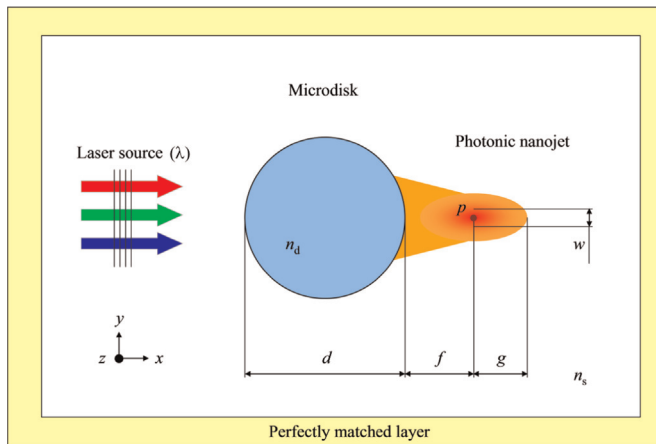 Microdisk
Laser source (λ)
Photonic nanojet
p
w
n_d
y
z
x
d
f
g
n_s
Perfectly matched layer